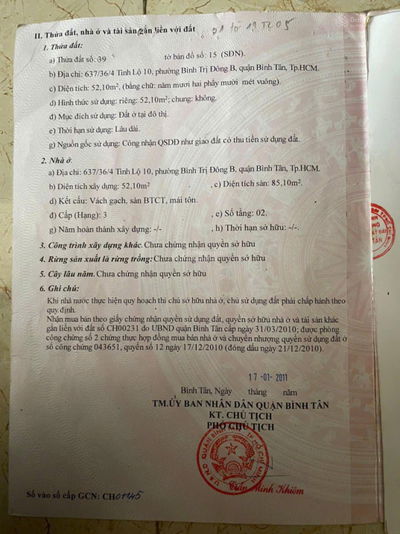 II. Thửa đất, nhà ở và tài sản gắn liền với đất
1. Thửa đất:
a) Thửa đất số: 39 tờ bản đồ số: 15 (SDN).
b) Địa chỉ: 637/36/4 Tỉnh Lộ 10, phường Bình Trị Đông B, quận Bình Tân, Tp.HCM.
c) Diện tích: 52,10m², (bằng chữ: năm mươi hai phẩy mười mét vuông).
d) Hình thức sử dụng: riêng: 52,10m²; chung: không.
đ) Mục đích sử dụng: Đất ở tại đô thị.
e) Thời hạn sử dụng: Lâu dài.
g) Nguồn gốc sử dụng: Công nhận QSDĐ như giao đất có thu tiền sử dụng đất.
2. Nhà ở:
a) Địa chỉ: 637/36/4 Tỉnh Lộ 10, phường Bình Trị Đông B, quận Bình Tân, Tp.HCM.
b) Diện tích xây dựng: 52,10m² , c) Diện tích sàn: 85,10m².
d) Kết cấu: Vách gạch, sàn BTCT, mái tôn.
đ) Cấp (Hạng): 3 , e) Số tầng: 02.
g) Năm hoàn thành xây dựng: -/- , h) Thời hạn sở hữu: -/-.
3. Công trình xây dựng khác: Chưa chứng nhận quyền sở hữu
4. Rừng sản xuất là rừng trồng: Chưa chứng nhận quyền sở hữu
5. Cây lâu năm: Chưa chứng nhận quyền sở hữu
6. Ghi chú:
Khi nhà nước thực hiện quy hoạch thì chủ sở hữu nhà ở, chủ sử dụng đất phải chấp hành theo
quy định.
Nhận mua bán theo giấy chứng nhận quyền sử dụng đất, quyền sở hữu nhà ở và tài sản khác
gắn liền với đất số CH00231 do UBND quận Bình Tân cấp ngày 31/03/2010; được phòng
công chứng số 2 chứng thực hợp đồng mua bán nhà ở và chuyển nhượng quyền sử dụng đất ở
số công chứng 043651, quyển số 12 ngày 17/12/2010 (đóng dấu ngày 21/12/2010).
17-01-2011
Bình Tân, Ngày tháng năm
TM.ỦY BAN NHÂN DÂN QUẬN BÌNH TÂN
KT. CHỦ TỊCH
PHÓ CHỦ TỊCH
Trần Minh Khiêm
Số vào sổ cấp GCN: CH01145